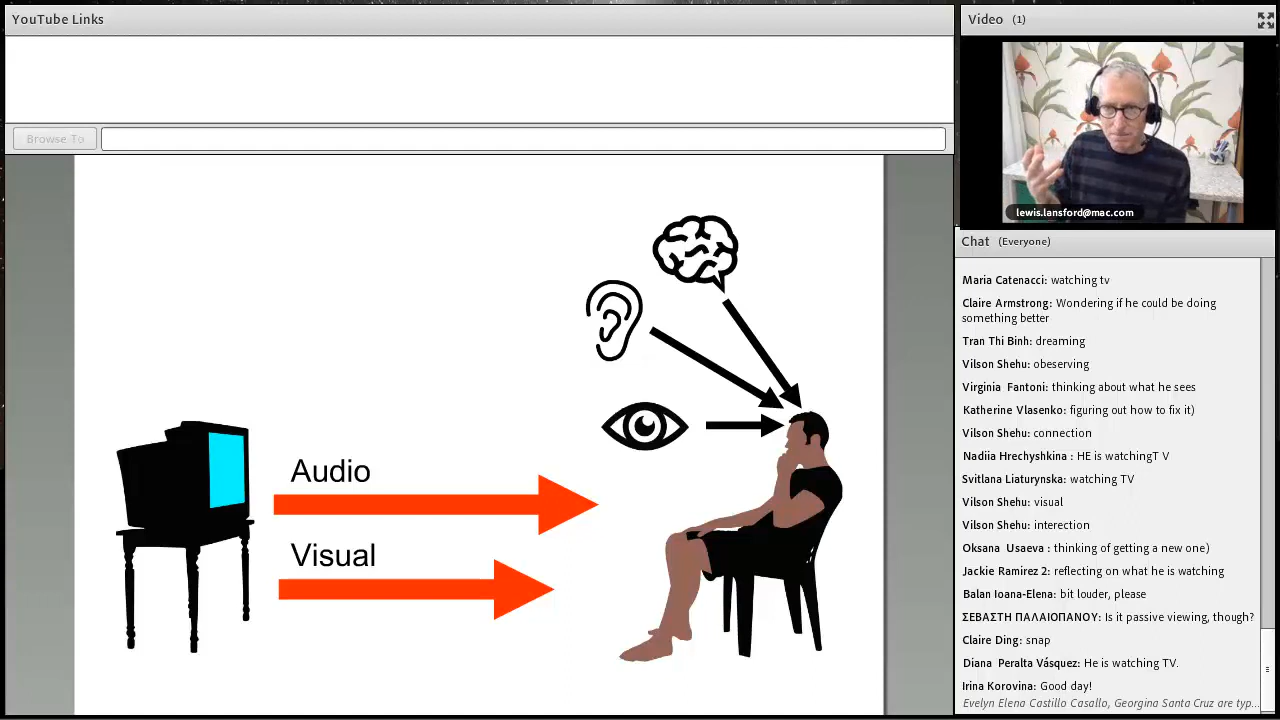 YouTube Links
Browse To
Audio
Visual
Video (1)
lewis.lansford@mac.com
Chat (Everyone)
Maria Catenacci: watching tv
Claire Armstrong: Wondering if he could be doing
something better
Tran Thi Binh: dreaming
Vilson Shehu: obeserving
Virginia Fantoni: thinking about what he sees
Katherine Vlasenko: figuring out how to fix it)
Vilson Shehu: connection
Nadiia Hrechyshkina : HE is watchingT V
Svitlana Liaturynska: watching TV
Vilson Shehu: visual
Vilson Shehu: interection
Oksana Usaeva : thinking of getting a new one)
Jackie Ramirez 2: reflecting on what he is watching
Balan Ioana-Elena: bit louder, please
ΣΕΒΑΣΤΗ ΠΑΛΑΙΟΠΑΝΟΥ: Is it passive viewing, though?
Claire Ding: snap
Diana Peralta Vásquez: He is watching TV.
Irina Korovina: Good day!
Evelyn Elena Castillo Casallo, Georgina Santa Cruz are typ...